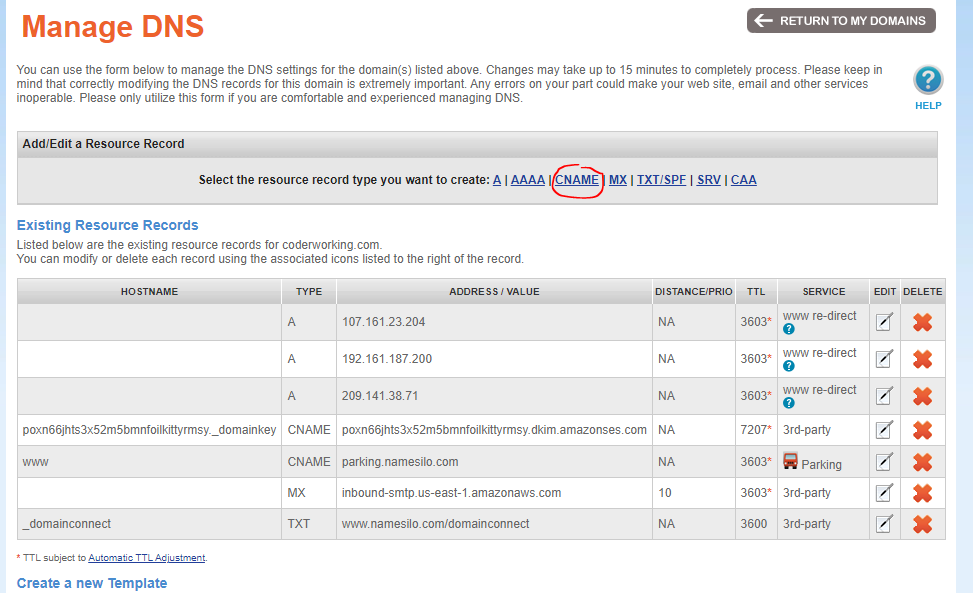 Manage DNS
RETURN TO MY DOMAINS
You can use the form below to manage the DNS settings for the domain(s) listed above. Changes may take up to 15 minutes to completely process. Please keep in
mind that correctly modifying the DNS records for this domain is extremely important. Any errors on your part could make your web site, email and other services
inoperable. Please only utilize this form if you are comfortable and experienced managing DNS.
?
HELP
Add/Edit a Resource Record
Select the resource record type you want to create: A | AAAA | CNAME | MX | TXT/SPF | SRV | CAA
Existing Resource Records
Listed below are the existing resource records for coderworking.com.
You can modify or delete each record using the associated icons listed to the right of the record.
HOSTNAME TYPE ADDRESS / VALUE DISTANCE/PRIO TTL SERVICE EDIT DELETE
A 107.161.23.204 NA 3603* www re-direct ?
A 192.161.187.200 NA 3603* www re-direct ?
A 209.141.38.71 NA 3603* www re-direct ?
poxn66jhts3x52m5bmnfoilkittyrmsy._domainkey CNAME poxn66jhts3x52m5bmnfoilkittyrmsy.dkim.amazonses.com NA 7207* 3rd-party
www CNAME parking.namesilo.com NA 3603* Parking
MX inbound-smtp.us-east-1.amazonaws.com 10 3603* 3rd-party
_domainconnect TXT www.namesilo.com/domainconnect NA 3600 3rd-party
* TTL subject to Automatic TTL Adjustment.
Create a new Template